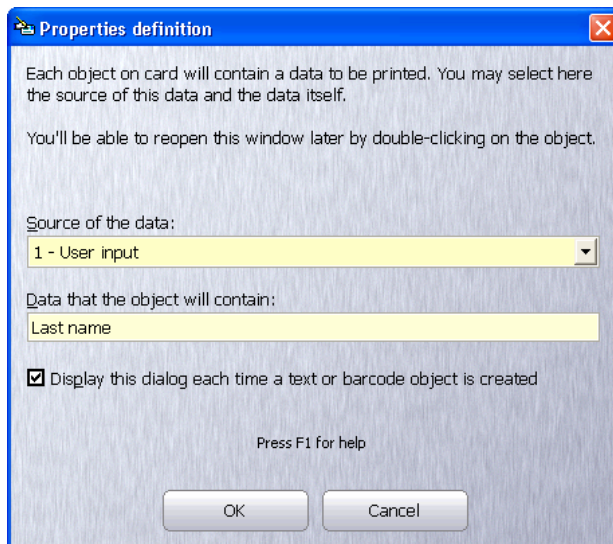 Properties definition
Each object on card will contain a data to be printed. You may select here
the source of this data and the data itself.
You'll be able to reopen this window later by double-clicking on the object.
Source of the data:
1 - User input
Data that the object will contain:
Last name
Display this dialog each time a text or barcode object is created
Press F1 for help
OK Cancel